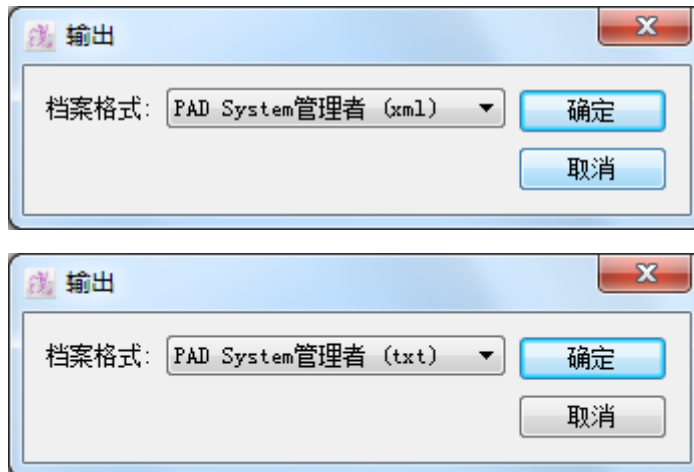 输出
档案格式: PAD System管理者 (xml) 确定
取消
输出
档案格式: PAD System管理者 (txt) 确定
取消